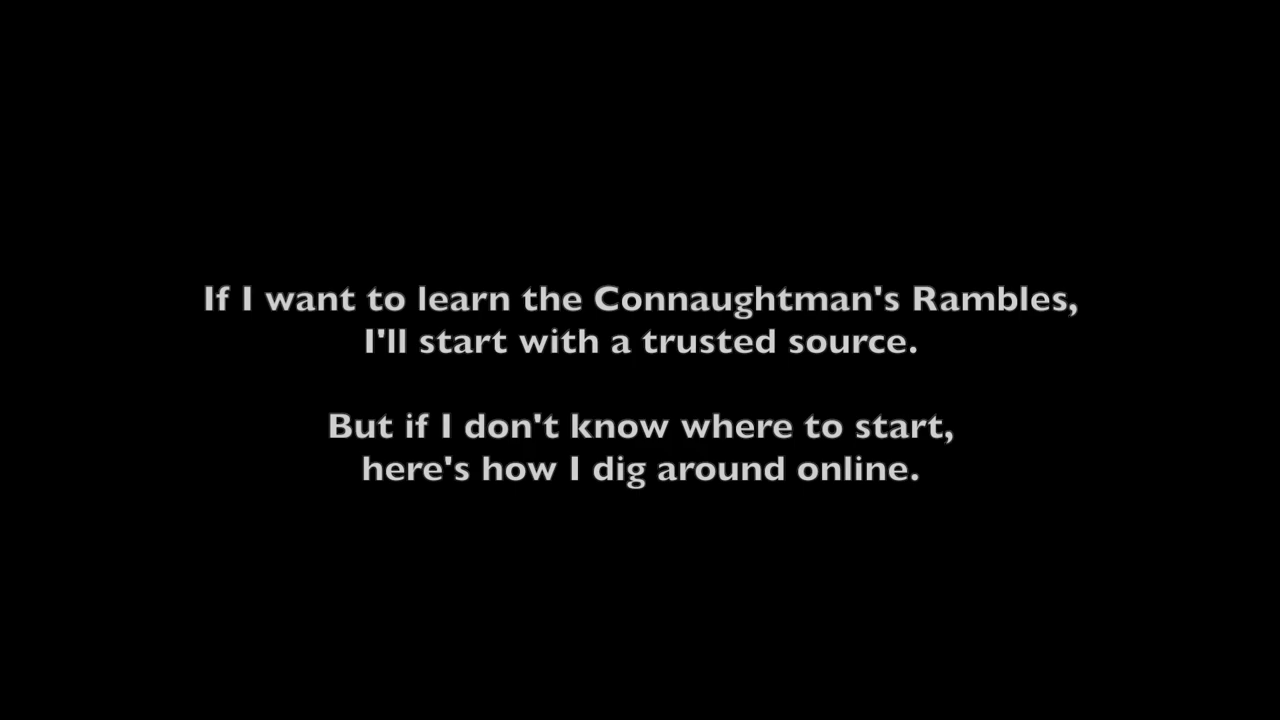 If I want to learn the Connaughtman's Rambles,
I'll start with a trusted source.
But if I don't know where to start,
here's how I dig around online.